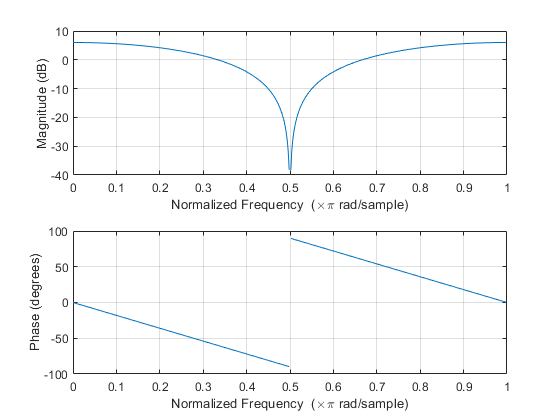 10
0
-10
-20
-30
-40
Magnitude (dB)
0 0.1 0.2 0.3 0.4 0.5 0.6 0.7 0.8 0.9 1
Normalized Frequency (×π rad/sample)
100
50
0
-50
-100
Phase (degrees)
0 0.1 0.2 0.3 0.4 0.5 0.6 0.7 0.8 0.9 1
Normalized Frequency (×π rad/sample)